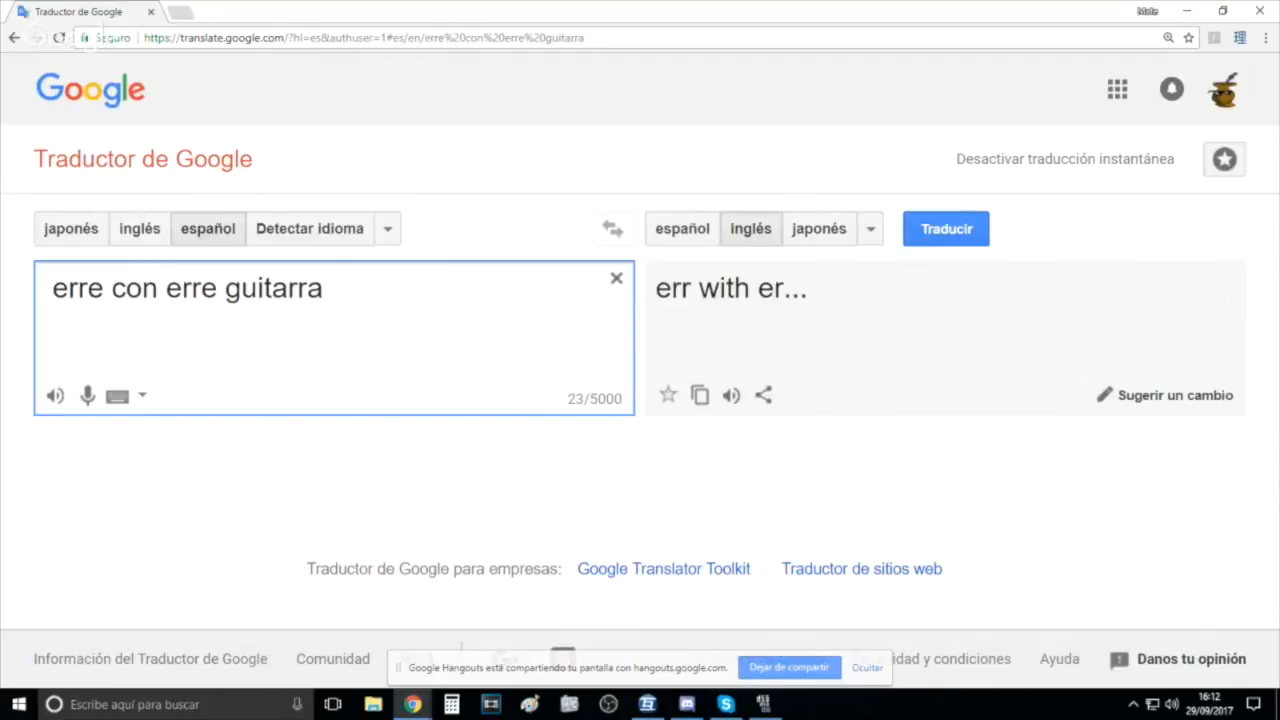 Traductor de Google
Mate
Seguro
https://translate.google.com/?hl=es&authuser=1#es/en/erre%20con%20erre%20guitarra
Google
Traductor de Google
Desactivar traducción instantánea
japonés inglés español Detectar idioma
español inglés japonés Traducir
erre con erre guitarra
err with er...
23/5000
Sugerir un cambio
Traductor de Google para empresas: Google Translator Toolkit Traductor de sitios web
Información del Traductor de Google Comunidad
Google Hangouts está compartiendo tu pantalla con hangouts.google.com. Dejar de compartir Ocultar
y condiciones Ayuda Danos tu opinión
Escribe aquí para buscar
16:12
29/09/2017